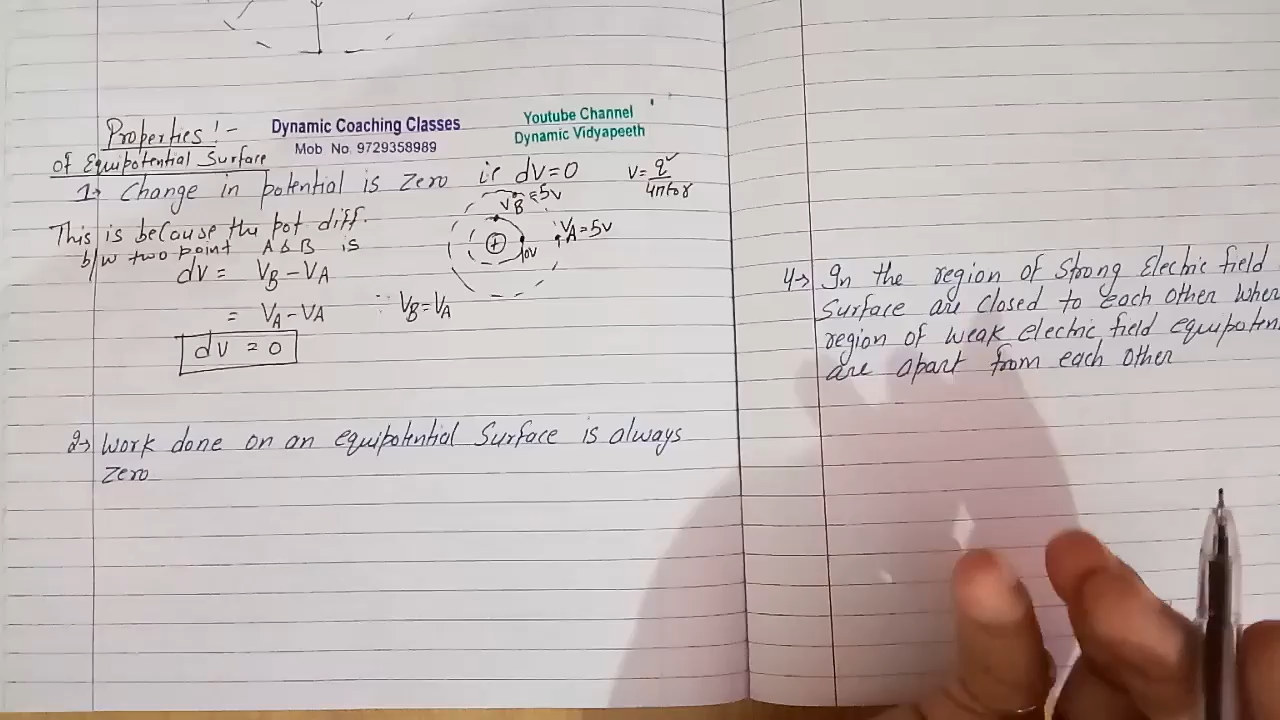 Properties :-
of Equipotential Surface
Dynamic Coaching Classes
Mob No. 9729358989
Youtube Channel
Dynamic Vidyapeeth
1→ Change in potential is Zero ie dv=0
V = q / 4πε0r
This is because the pot diff.
b/w two point A & B is
VB = 5v
VA = 5v
+
10v
dv = VB - VA
= VA - VA ∵ VB = VA
dv = 0
2→ Work done on an equipotential Surface is always
Zero
4→ In the region of Strong Electric field
Surface are closed to each other wher
region of weak electric field equipoten
are apart from each other